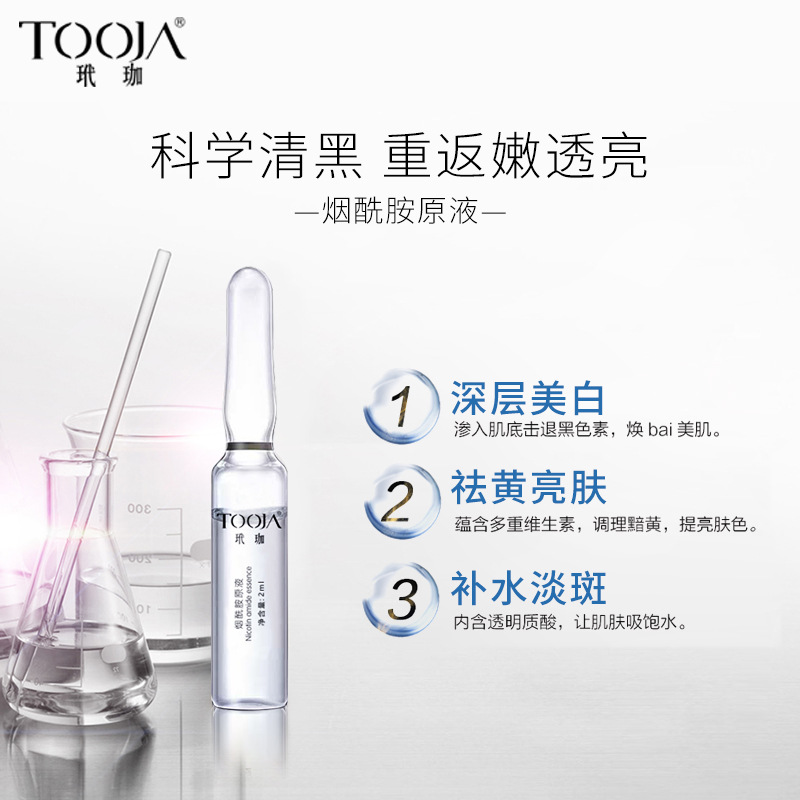 TOOJA®
玳 珈
科学清黑 重返嫩透亮
—烟酰胺原液—
1 深层美白
渗入肌底击退黑色素，焕 bai 美肌。
2 祛黄亮肤
蕴含多重维生素，调理黯黄，提亮肤色。
3 补水淡斑
内含透明质酸，让肌肤吸饱水。
TOOJA®
玳 珈
烟酰胺原液
Nicotin amide essence
净含量: 2ml
300
200